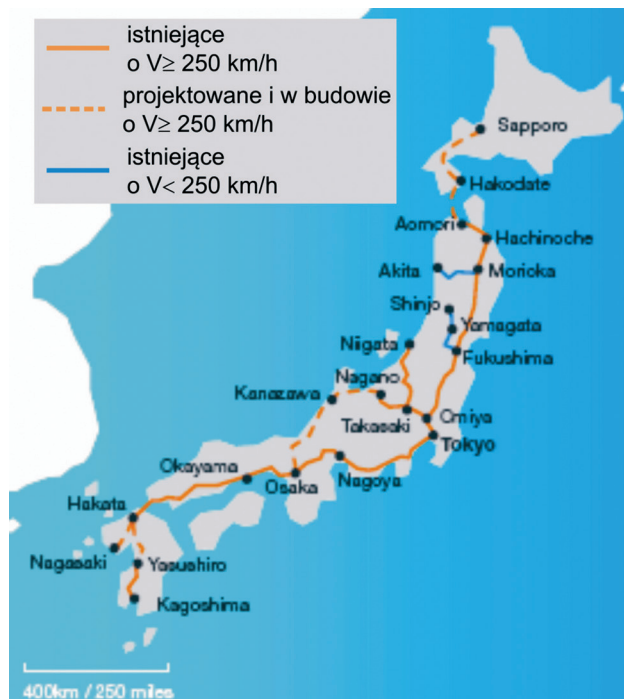 istniejące
o V≥ 250 km/h
projektowane i w budowie
o V≥ 250 km/h
istniejące
o V< 250 km/h
Sapporo
Hakodate
Aomori
Hachinoche
Akita
Morioka
Shinjo
Yamagata
Niigata
Fukushima
Nagano
Kanazawa
Takasaki
Omiya
Tokyo
Okayama
Osaka
Nagoya
Hakata
Nagasaki
Yasushiro
Kagoshima
400km / 250 miles